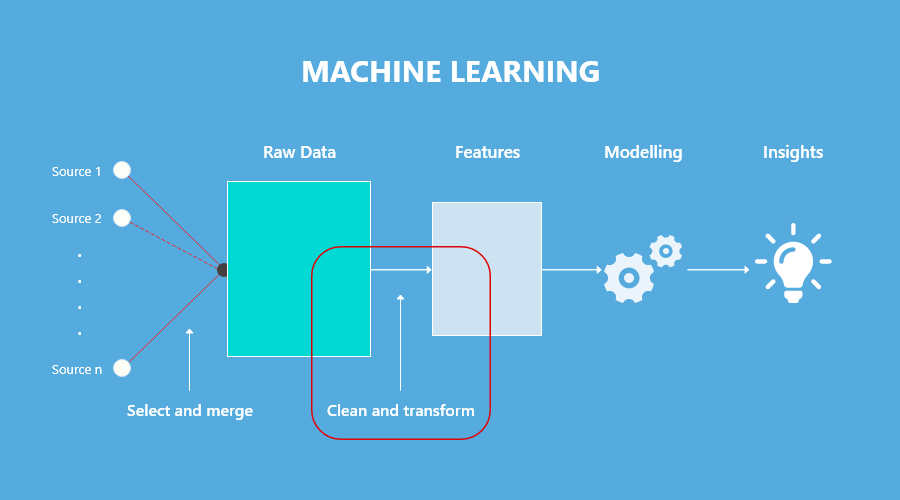 MACHINE LEARNING
Raw Data
Features
Modelling
Insights
Source 1
Source 2
Source n
Select and merge
Clean and transform